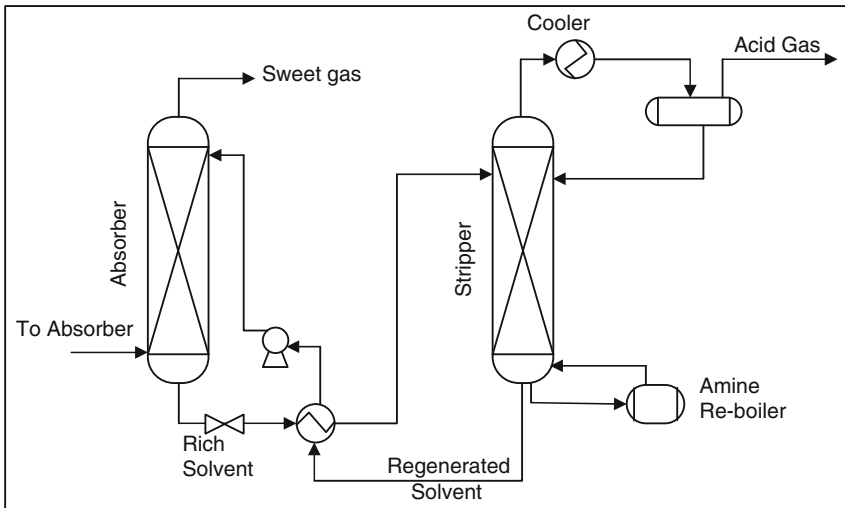 Cooler
Acid Gas
Sweet gas
Absorber
Stripper
To Absorber
Amine
Re-boiler
Rich
Solvent
Regenerated
Solvent